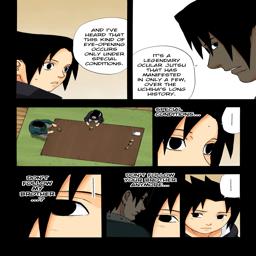 AND I'VE
HEARD THAT
THIS KIND OF
EYE-OPENING
OCCURS
ONLY UNDER
SPECIAL
CONDITIONS.
IT'S A
LEGENDARY
OCULAR JUTSU
THAT HAS
MANIFESTED
IN ONLY A FEW,
OVER THE
UCHIHA'S LONG
HISTORY.
SPECIAL
CONDITIONS...
DON'T
FOLLOW
MY
BROTHER
...?
DON'T FOLLOW
YOUR BROTHER
ANYMORE...